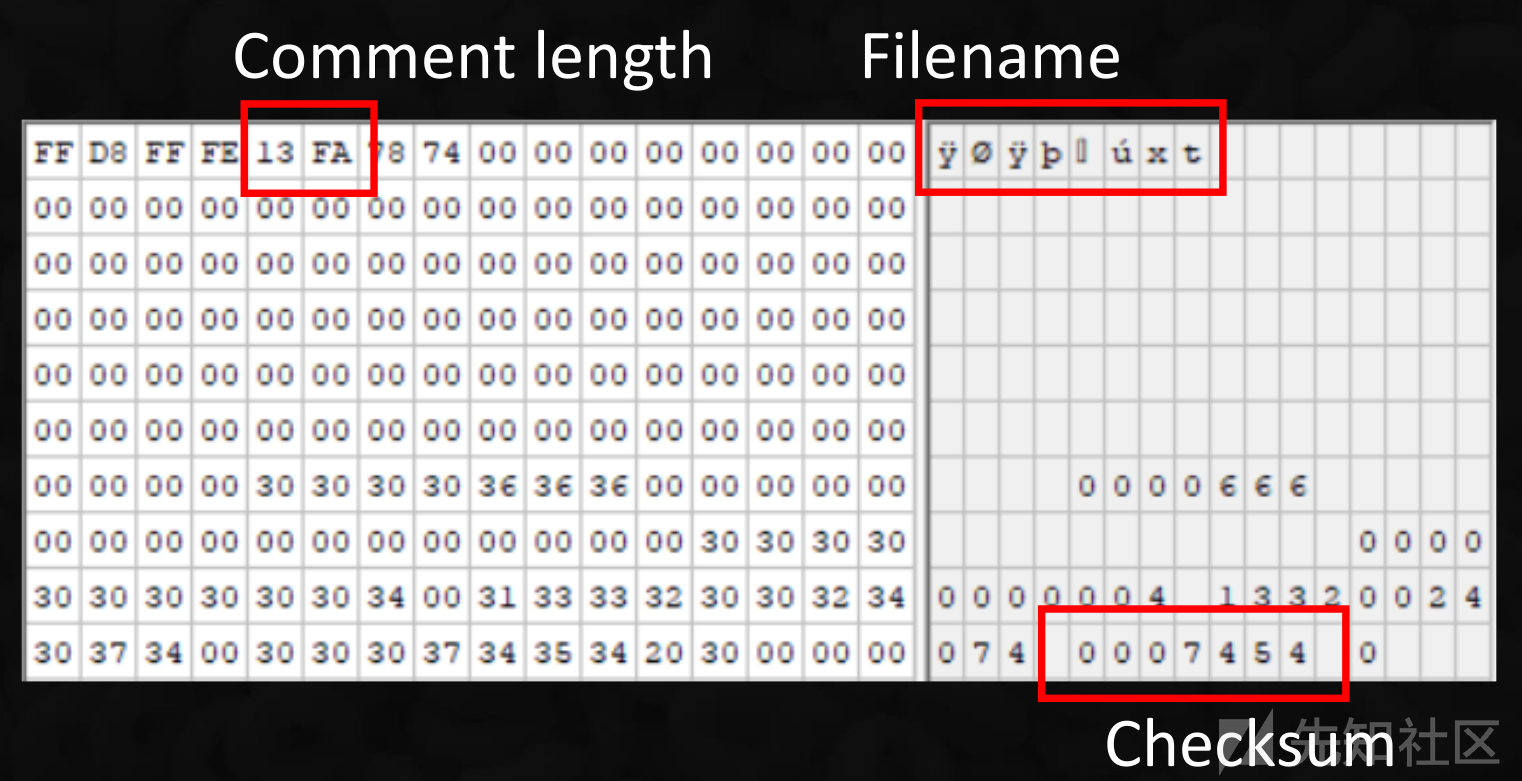 Comment length Filename
FF D8 FF FE 13 FA 78 74 00 00 00 00 00 00 00 00 ÿ Ø ÿ þ ú x t
00 00 00 00 00 00 00 00 00 00 00 00 00 00 00 00
00 00 00 00 00 00 00 00 00 00 00 00 00 00 00 00
00 00 00 00 00 00 00 00 00 00 00 00 00 00 00 00
00 00 00 00 00 00 00 00 00 00 00 00 00 00 00 00
00 00 00 00 00 00 00 00 00 00 00 00 00 00 00 00
00 00 00 00 30 30 30 30 36 36 36 00 00 00 00 00 0 0 0 0 6 6 6
00 00 00 00 00 00 00 00 00 00 00 00 30 30 30 30 0 0 0 0
30 30 30 30 30 30 34 00 31 33 33 32 30 30 32 34 0 0 0 0 0 0 4 1 3 3 2 0 0 2 4
30 37 34 00 30 30 30 37 34 35 34 20 30 00 00 00 0 7 4 0 0 0 7 4 5 4 0
Checksum
先知社区